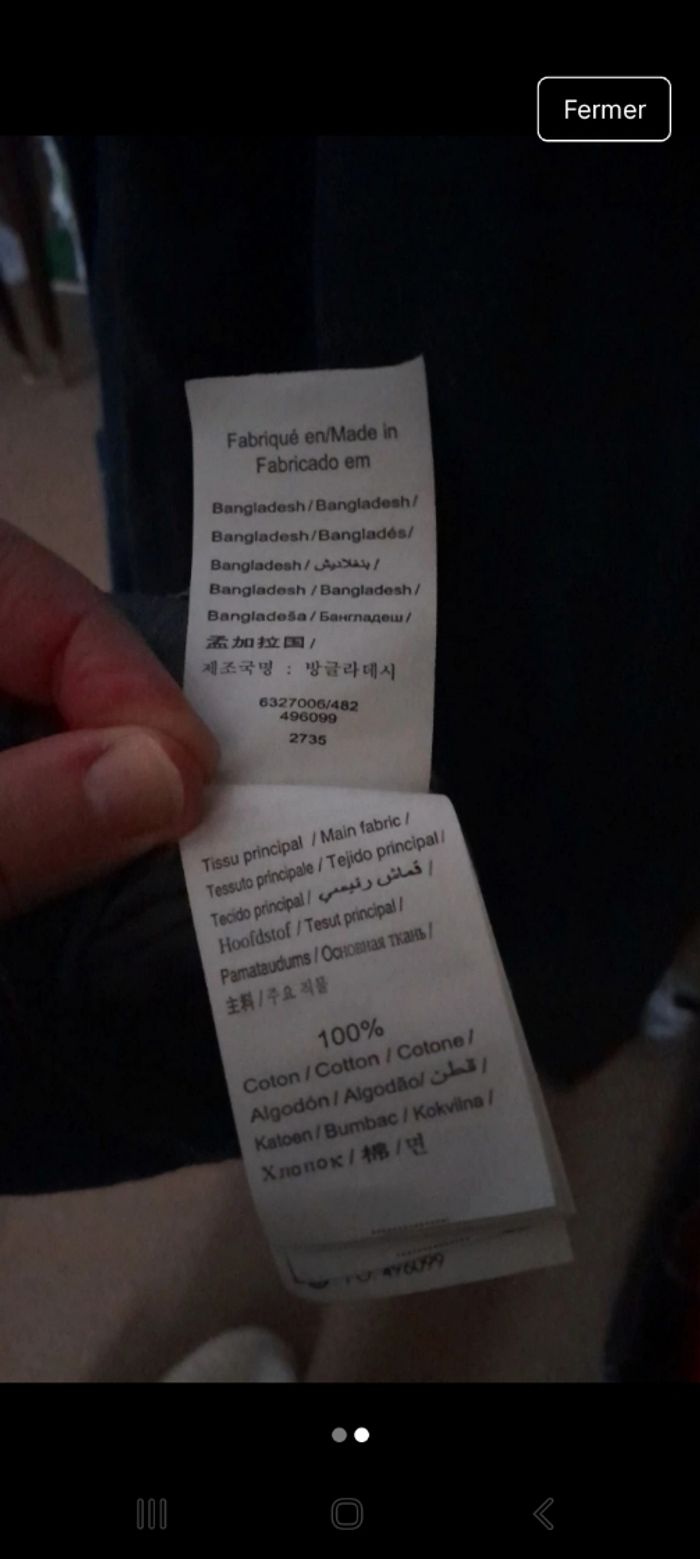 Fermer
Fabriqué en/Made in
Fabricado em
Bangladesh/Bangladesh/
Bangladesh/Bangladés/
Bangladesh/بنغلاديش/
Bangladesh/Bangladesh/
Bangladeša/Бангладеш/
孟加拉国/
제조국명 : 방글라데시
6327006/482
496099
2735
Tissu principal /Main fabric/
Tessuto principale/Tejido principal/
Tecido principal/ قماش رئيسي /
Hoofdstof/Tesut principal/
Pamataudums/Основная ткань/
主料/주요 직물
100%
Coton/Cotton/Cotone/
Algodón/Algodão/ قطن /
Katoen/Bumbac/Kokvilna/
Хлопок/棉/면
496099